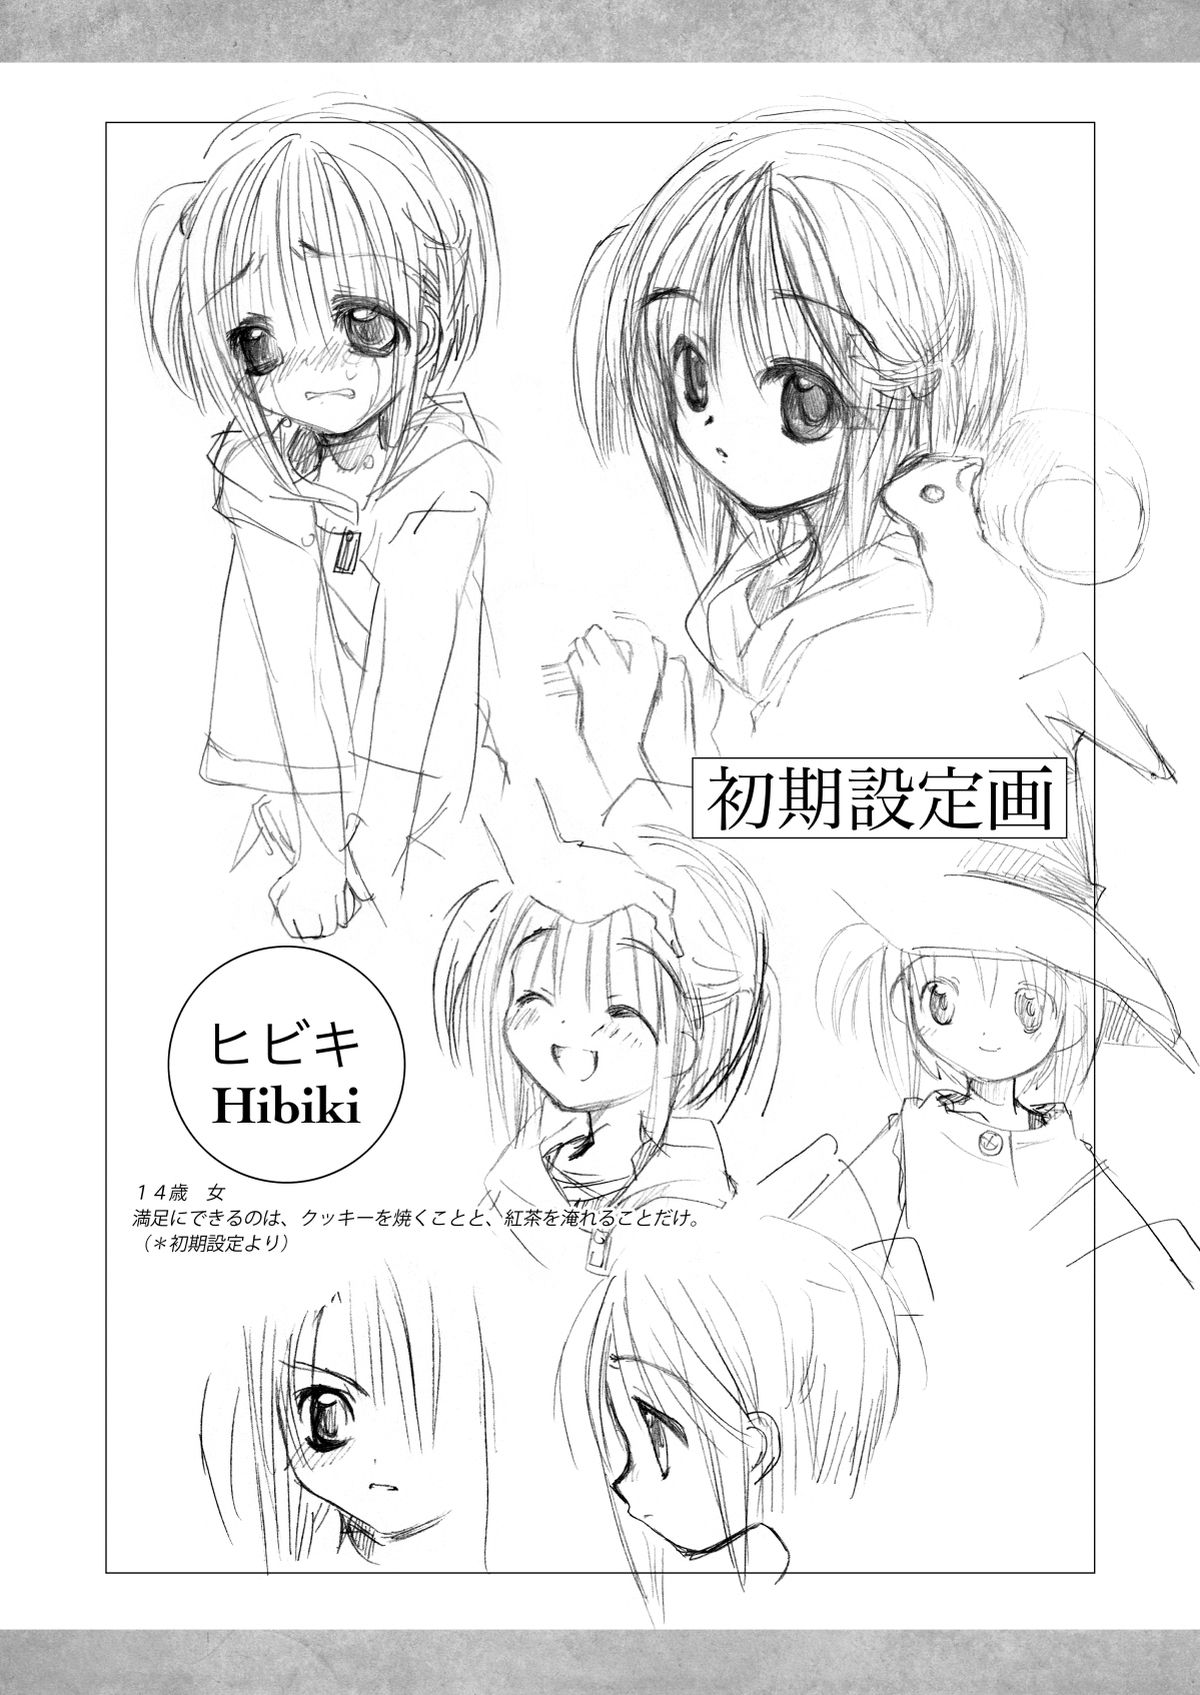 初期設定画
ヒビキ
Hibiki
１４歳　女
満足にできるのは、クッキーを焼くことと、紅茶を淹れることだけ。
（＊初期設定より）